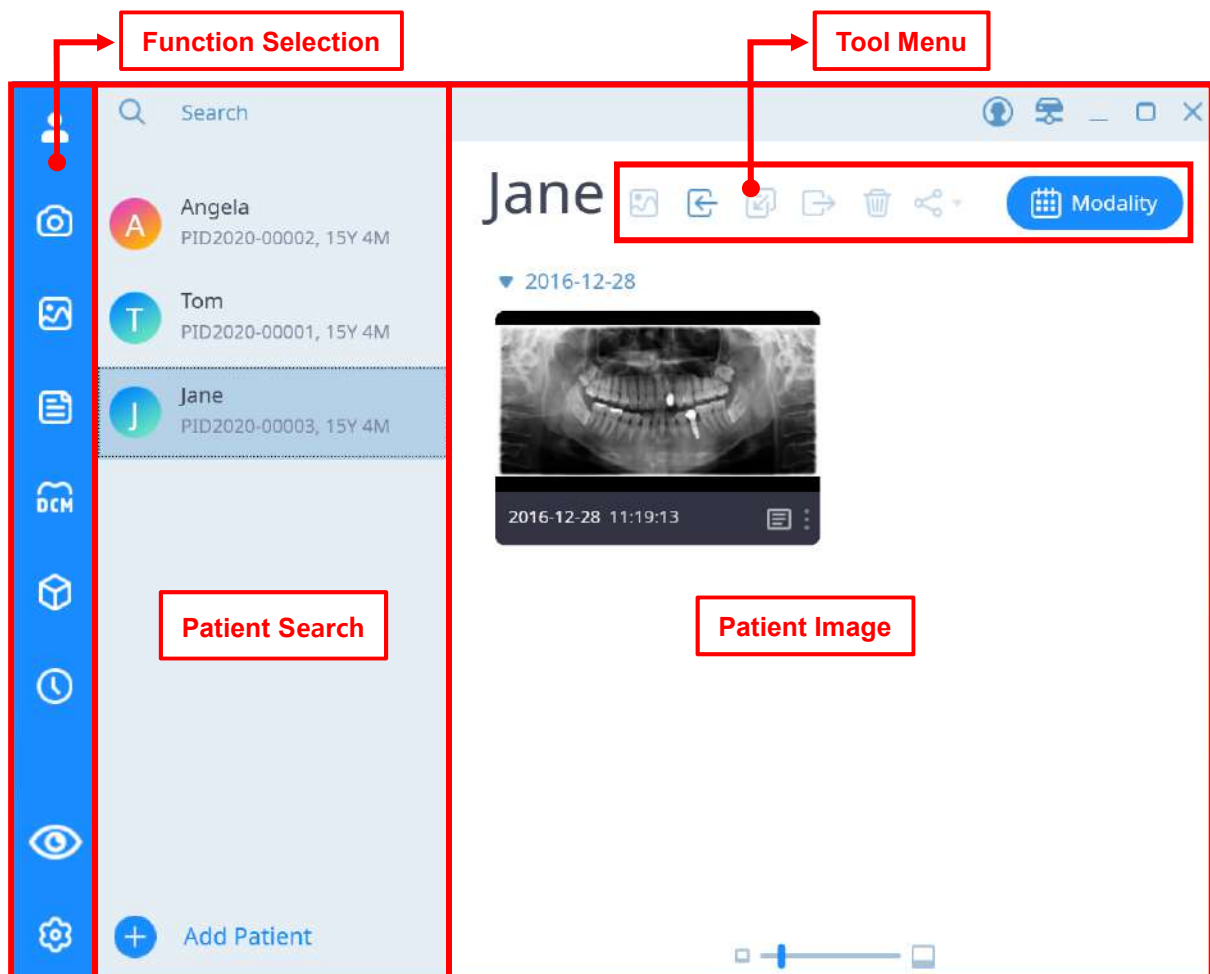 Function Selection
Tool Menu
Search
Jane
Modality
Angela
PID2020-00002, 15Y 4M
A
2016-12-28
Tom
PID2020-00001, 15Y 4M
T
Jane
PID2020-00003, 15Y 4M
J
DCM
2016-12-28 11:19:13
Patient Search
Patient Image
Add Patient